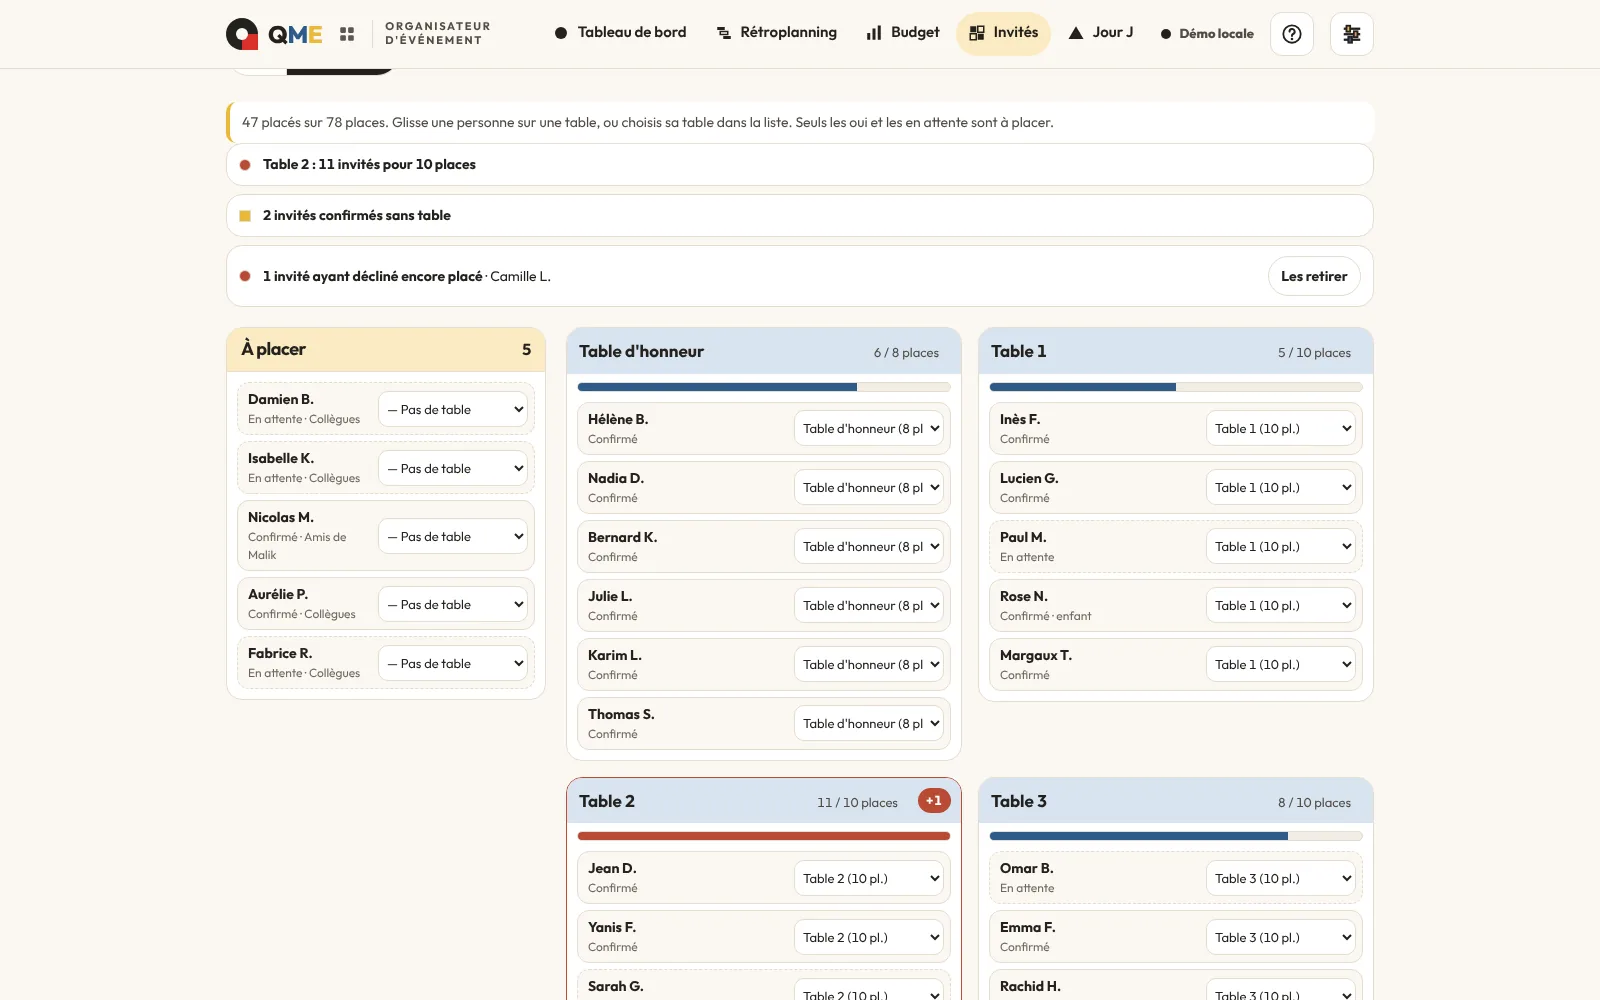 QME
ORGANISATEUR
D'ÉVÉNEMENT
Tableau de bord
Rétroplanning
Budget
Invités
Jour J
Démo locale
47 placés sur 78 places. Glisse une personne sur une table, ou choisis sa table dans la liste. Seuls les oui et les en attente sont à placer.
Table 2 : 11 invités pour 10 places
2 invités confirmés sans table
1 invité ayant décliné encore placé · Camille L.
Les retirer
À placer 5
Damien B.
En attente · Collègues
— Pas de table
Isabelle K.
En attente · Collègues
— Pas de table
Nicolas M.
Confirmé · Amis de
Malik
— Pas de table
Aurélie P.
Confirmé · Collègues
— Pas de table
Fabrice R.
En attente · Collègues
— Pas de table
Table d'honneur 6 / 8 places
Hélène B.
Confirmé
Table d'honneur (8 pl
Nadia D.
Confirmé
Table d'honneur (8 pl
Bernard K.
Confirmé
Table d'honneur (8 pl
Julie L.
Confirmé
Table d'honneur (8 pl
Karim L.
Confirmé
Table d'honneur (8 pl
Thomas S.
Confirmé
Table d'honneur (8 pl
Table 1 5 / 10 places
Inès F.
Confirmé
Table 1 (10 pl.)
Lucien G.
Confirmé
Table 1 (10 pl.)
Paul M.
En attente
Table 1 (10 pl.)
Rose N.
Confirmé · enfant
Table 1 (10 pl.)
Margaux T.
Confirmé
Table 1 (10 pl.)
Table 2 11 / 10 places +1
Jean D.
Confirmé
Table 2 (10 pl.)
Yanis F.
Confirmé
Table 2 (10 pl.)
Sarah G.
Table 2 (10 pl.)
Table 3 8 / 10 places
Omar B.
En attente
Table 3 (10 pl.)
Emma F.
Confirmé
Table 3 (10 pl.)
Rachid H.
Table 3 (10 pl.)